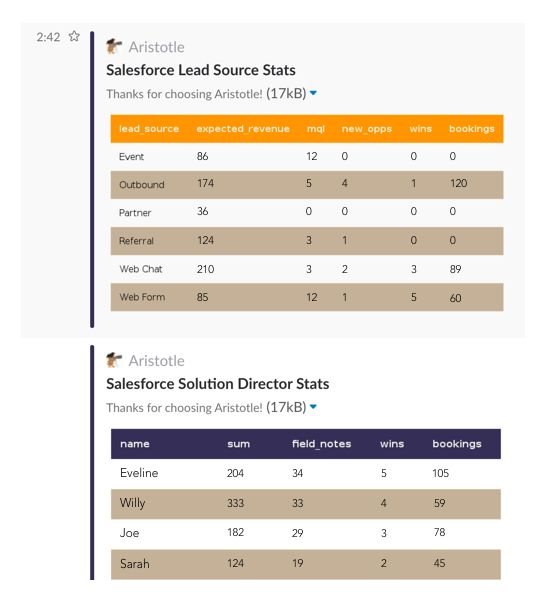 2:42
Aristotle
Salesforce Lead Source Stats
Thanks for choosing Aristotle! (17kB)
lead_source expected_revenue mql new_opps wins bookings
Event 86 12 0 0 0
Outbound 174 5 4 1 120
Partner 36 0 0 0 0
Referral 124 3 1 0 0
Web Chat 210 3 2 3 89
Web Form 85 12 1 5 60
Aristotle
Salesforce Solution Director Stats
Thanks for choosing Aristotle! (17kB)
name sum field_notes wins bookings
Eveline 204 34 5 105
Willy 333 33 4 59
Joe 182 29 3 78
Sarah 124 19 2 45